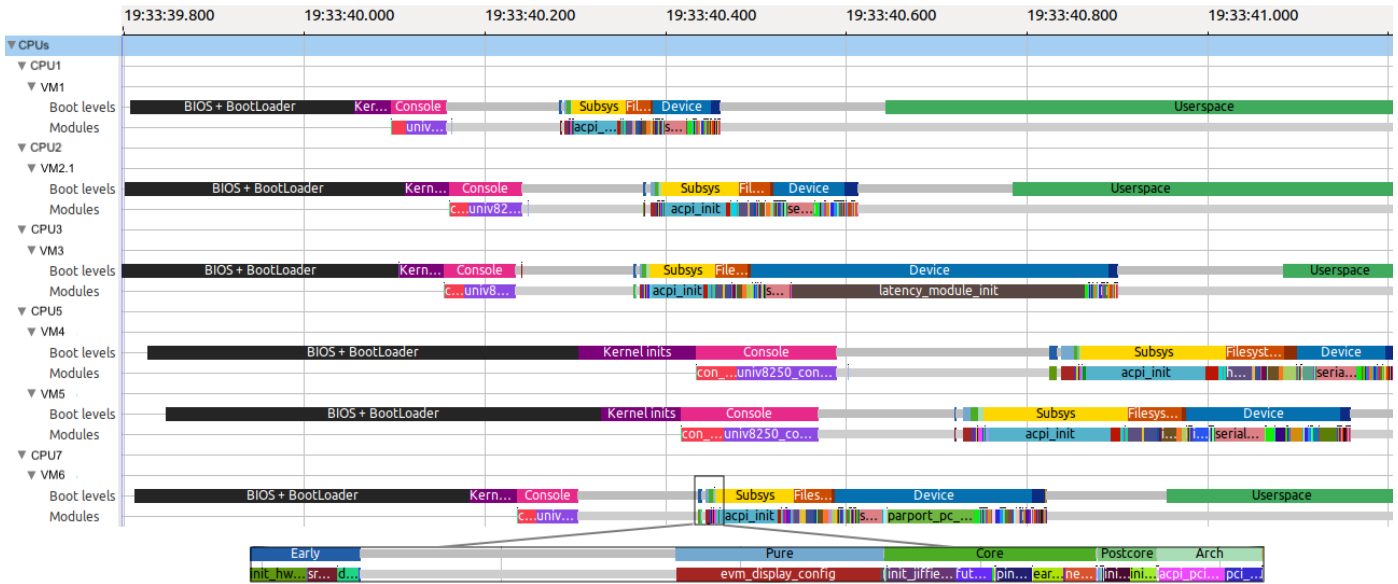 19:33:39.800 19:33:40.000 19:33:40.200 19:33:40.400 19:33:40.600 19:33:40.800 19:33:41.000
CPUs
CPU1
VM1
Boot levels BIOS + BootLoader Ker... Console Subsys Fil... Device Userspace
Modules univ... acpi_... s...
CPU2
VM2.1
Boot levels BIOS + BootLoader Kern... Console Subsys Fil... Device Userspace
Modules c... univ82... acpi_init se...
CPU3
VM3
Boot levels BIOS + BootLoader Kern... Console Subsys File... Device Userspace
Modules c... univ8... acpi_init s... latency_module_init
CPU5
VM4
Boot levels BIOS + BootLoader Kernel inits Console Subsys Filesyst... Device
Modules con_... univ8250_con... acpi_init h... seria...
VM5
Boot levels BIOS + BootLoader Kernel inits Console Subsys Filesys... Device
Modules con_... univ8250_co... acpi_init i... i... serial...
CPU7
VM6
Boot levels BIOS + BootLoader Kern... Console Subsys Files... Device Userspace
Modules c... univ... acpi_init s... parport_pc_...
Early Pure Core Postcore Arch
init_hw... sr... d... evm_display_config init_jiffie... fut... pin... ear... ne... ini... ini... acpi_pci... pci_...